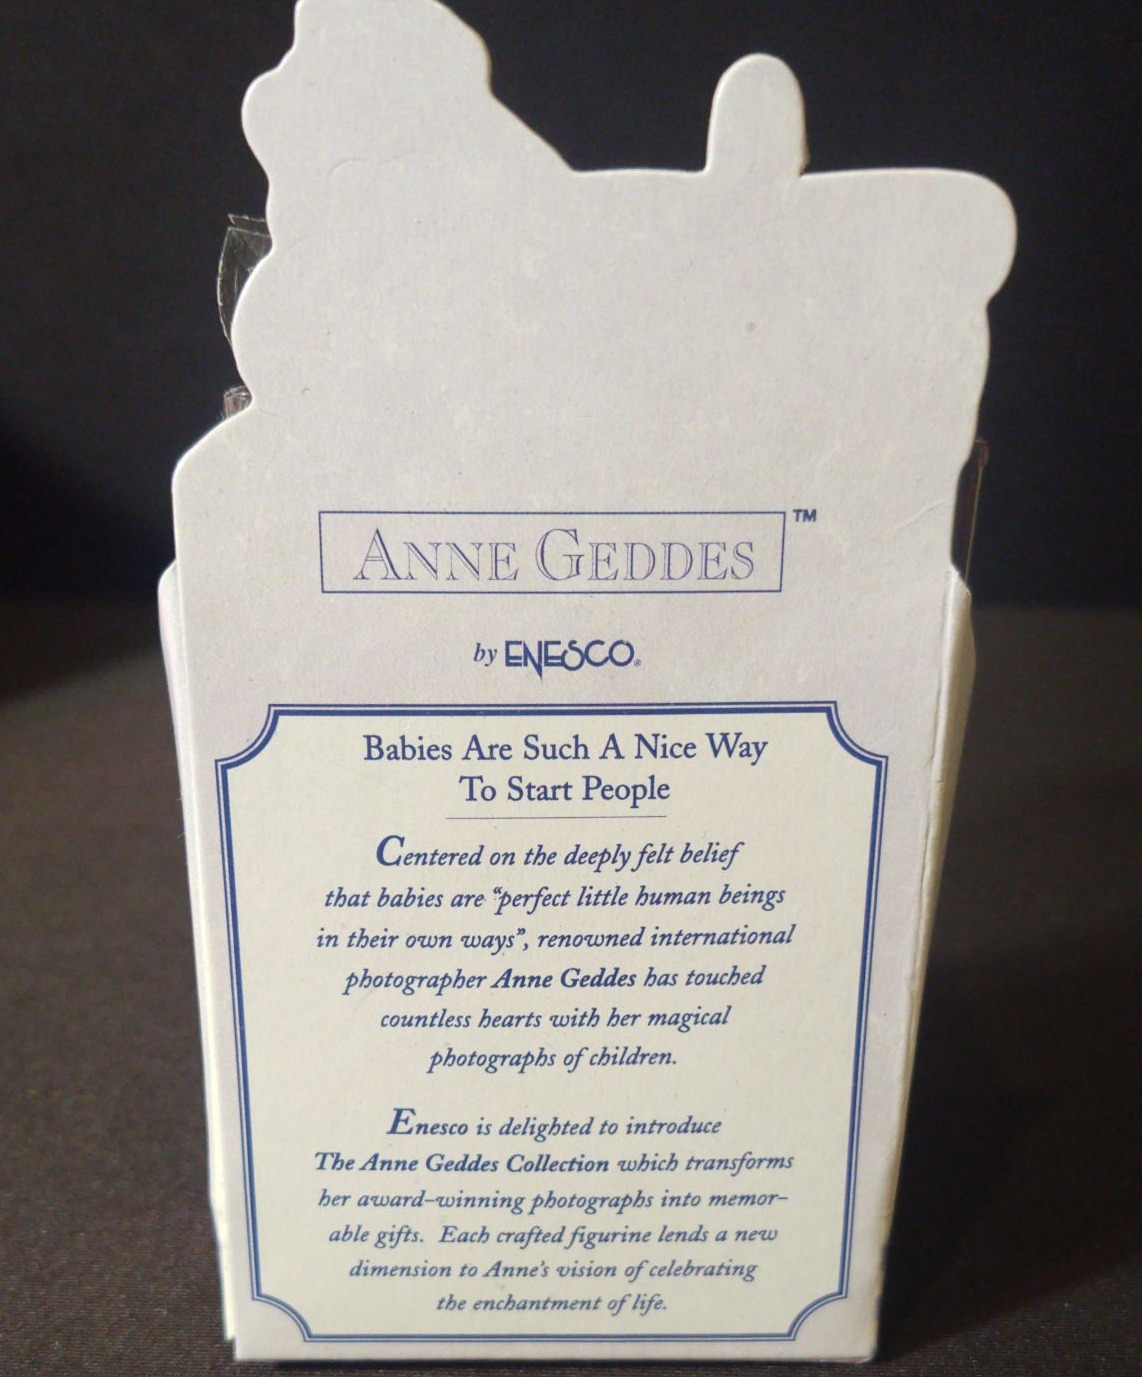 ANNE GEDDES™
by ENESCO®
Babies Are Such A Nice Way
To Start People
Centered on the deeply felt belief
that babies are “perfect little human beings
in their own ways”, renowned international
photographer Anne Geddes has touched
countless hearts with her magical
photographs of children.
Enesco is delighted to introduce
The Anne Geddes Collection which transforms
her award-winning photographs into memor-
able gifts. Each crafted figurine lends a new
dimension to Anne's vision of celebrating
the enchantment of life.